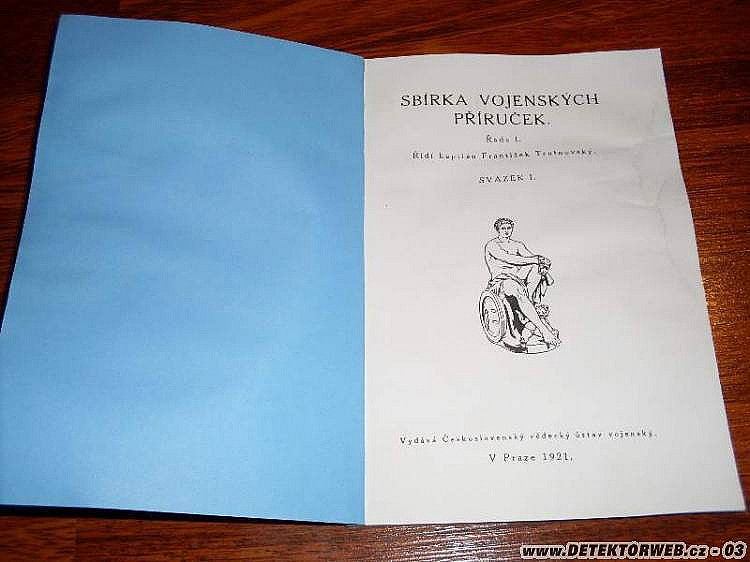 SBÍRKA VOJENSKÝCH
PŘÍRUČEK.
Řada I.
Řídí kapitán František Trutnovský.
SVAZEK I.
Vydává Československý vědecký ústav vojenský.
V Praze 1921.
www.DETEKTORWEB.cz - 03